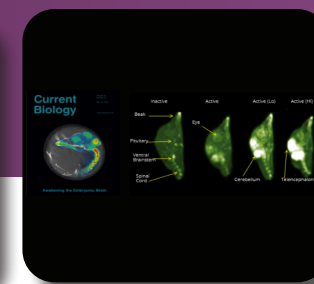 Current
Biology
Awakening the Embryonic Brain
Inactive
Active
Active (Lo)
Active (Hi)
Beak
Eye
Pituitary
Ventral
Brainstem
Spinal
Cord
Cerebellum
Telencephalon